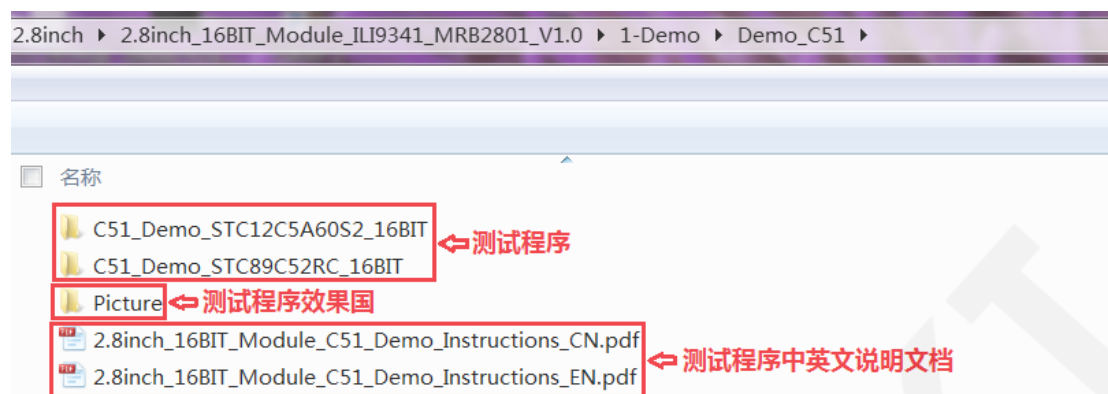 2.8inch ▸ 2.8inch_16BIT_Module_ILI9341_MRB2801_V1.0 ▸ 1-Demo ▸ Demo_C51 ▸
名称
C51_Demo_STC12C5A60S2_16BIT
测试程序
C51_Demo_STC89C52RC_16BIT
Picture 测试程序效果国
2.8inch_16BIT_Module_C51_Demo_Instructions_CN.pdf
测试程序中英文说明文档
2.8inch_16BIT_Module_C51_Demo_Instructions_EN.pdf